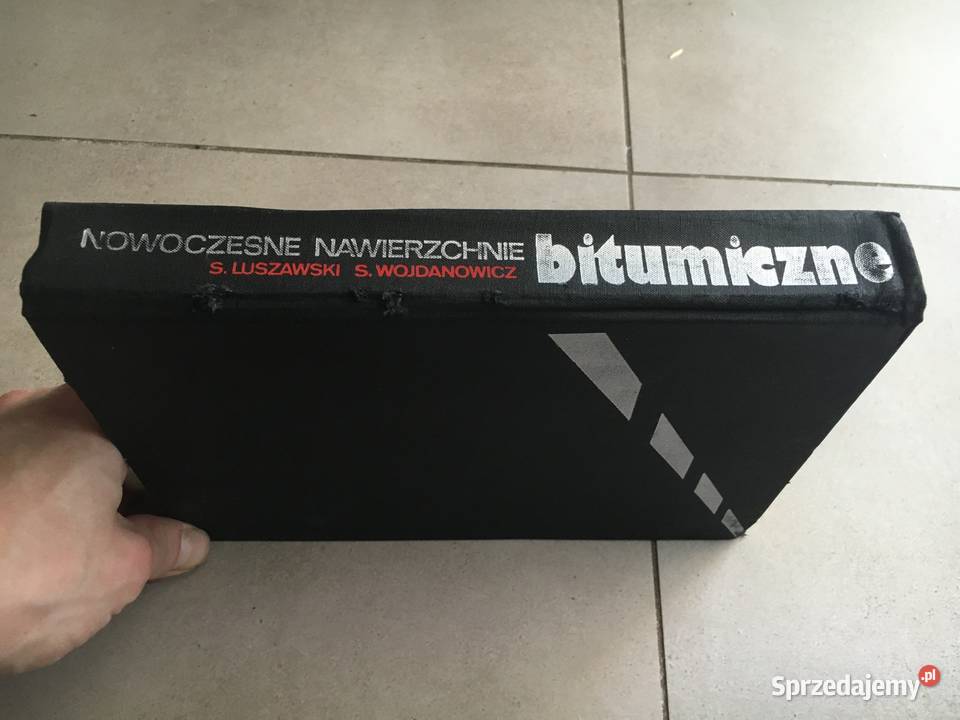 NOWOCZESNE NAWIERZCHNIE bitumiczne
S. LUSZAWSKI S. WOJDANOWICZ
Sprzedajemy.pl